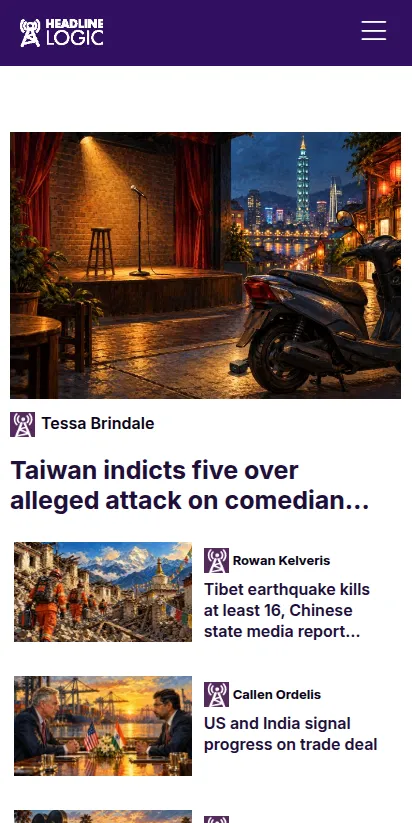 HEADLINE
LOGIC
Tessa Brindale
Taiwan indicts five over
alleged attack on comedian...
Rowan Kelveris
Tibet earthquake kills
at least 16, Chinese
state media report...
Callen Ordelis
US and India signal
progress on trade deal